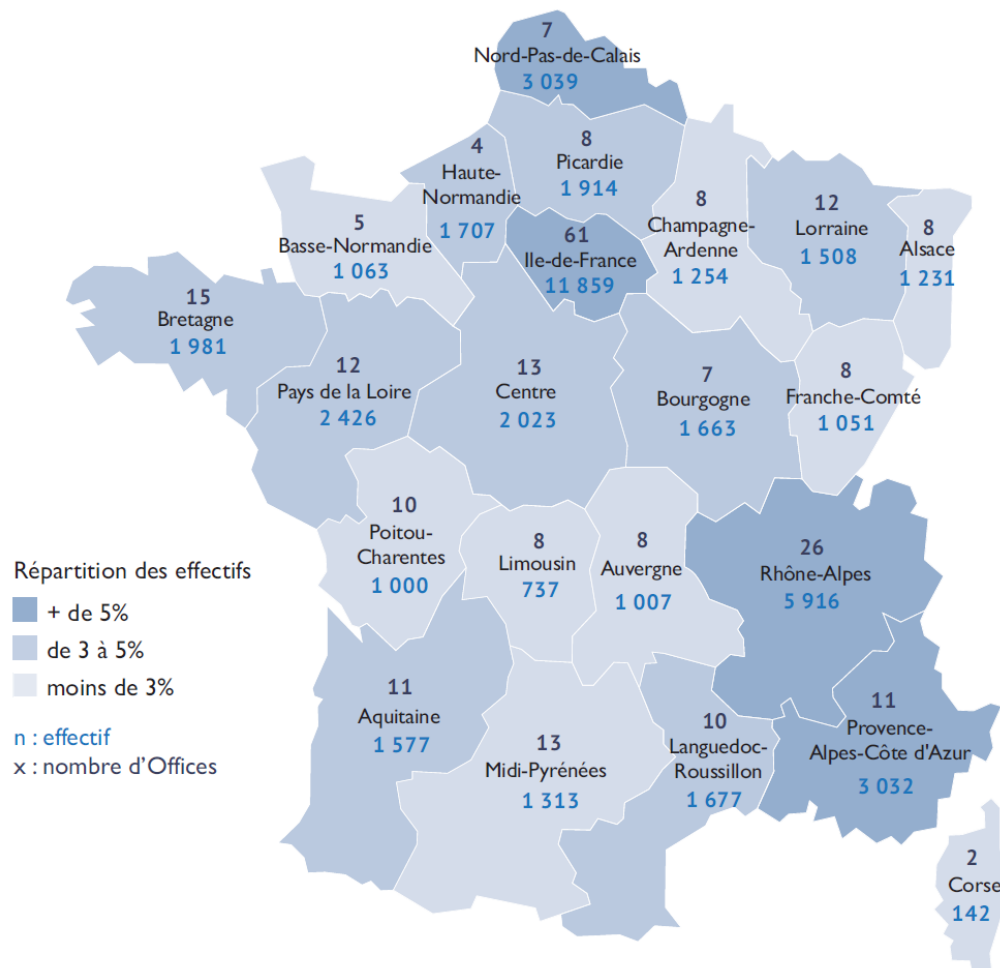 7
Nord-Pas-de-Calais
3 039
8
Picardie
1 914
4
Haute-
Normandie
1 707
5
Basse-Normandie
1 063
61
Ile-de-France
11 859
8
Champagne-
Ardenne
1 254
12
Lorraine
1 508
8
Alsace
1 231
15
Bretagne
1 981
12
Pays de la Loire
2 426
13
Centre
2 023
7
Bourgogne
1 663
8
Franche-Comté
1 051
10
Poitou-
Charentes
1 000
8
Limousin
737
8
Auvergne
1 007
26
Rhône-Alpes
5 916
11
Aquitaine
1 577
13
Midi-Pyrénées
1 313
10
Languedoc-
Roussillon
1 677
11
Provence-
Alpes-Côte d'Azur
3 032
2
Corse
142
Répartition des effectifs
+ de 5%
de 3 à 5%
moins de 3%
n : effectif
x : nombre d'Offices